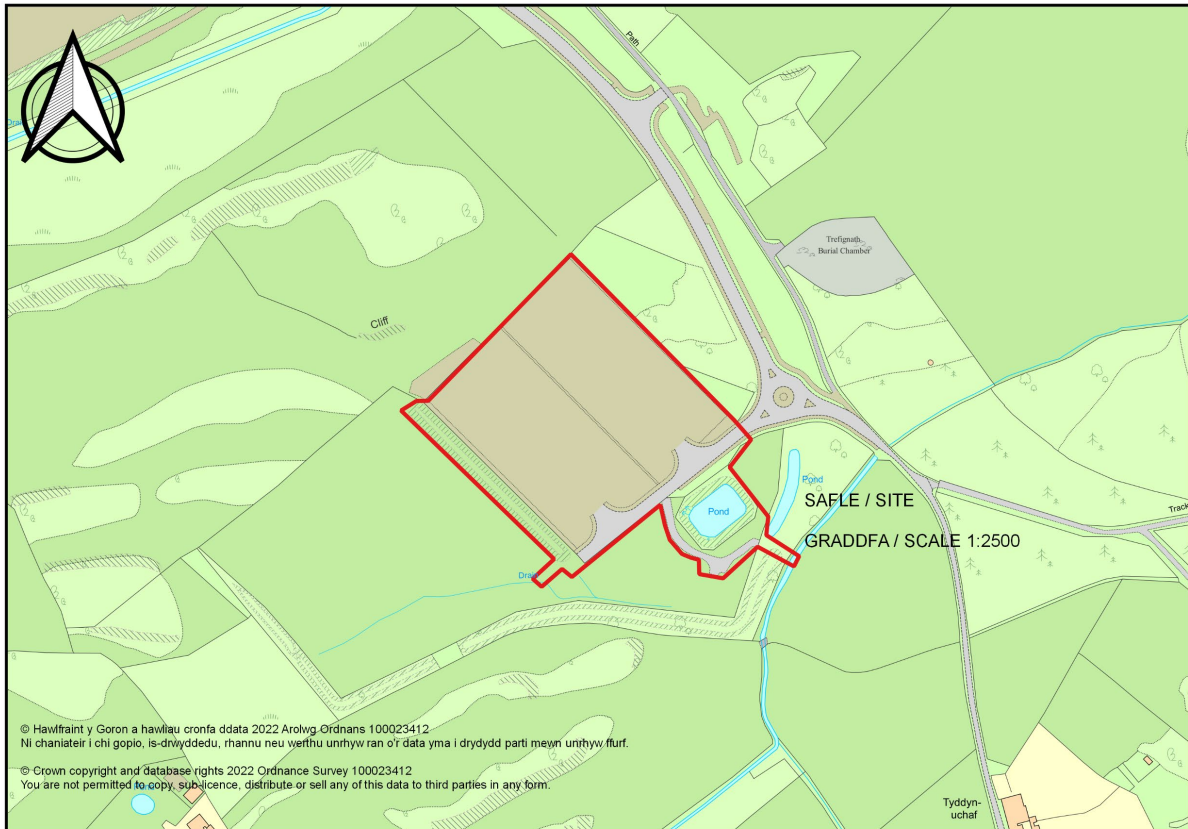 Path
Drain
Trefignath
Burial Chamber
Cliff
Pond
Pond
SAFLE / SITE
GRADDFA / SCALE 1:2500
Track
Drain
© Hawlfraint y Goron a hawliau cronfa ddata 2022 Arolwg Ordnans 100023412
Ni chaniateir i chi gopio, is-drwyddedu, rhannu neu werthu unrhyw ran o'r data yma i drydydd parti mewn unrhyw ffurf.
© Crown copyright and database rights 2022 Ordnance Survey 100023412
You are not permitted to copy, sub-licence, distribute or sell any of this data to third parties in any form.
Pond
Tyddyn-
uchaf